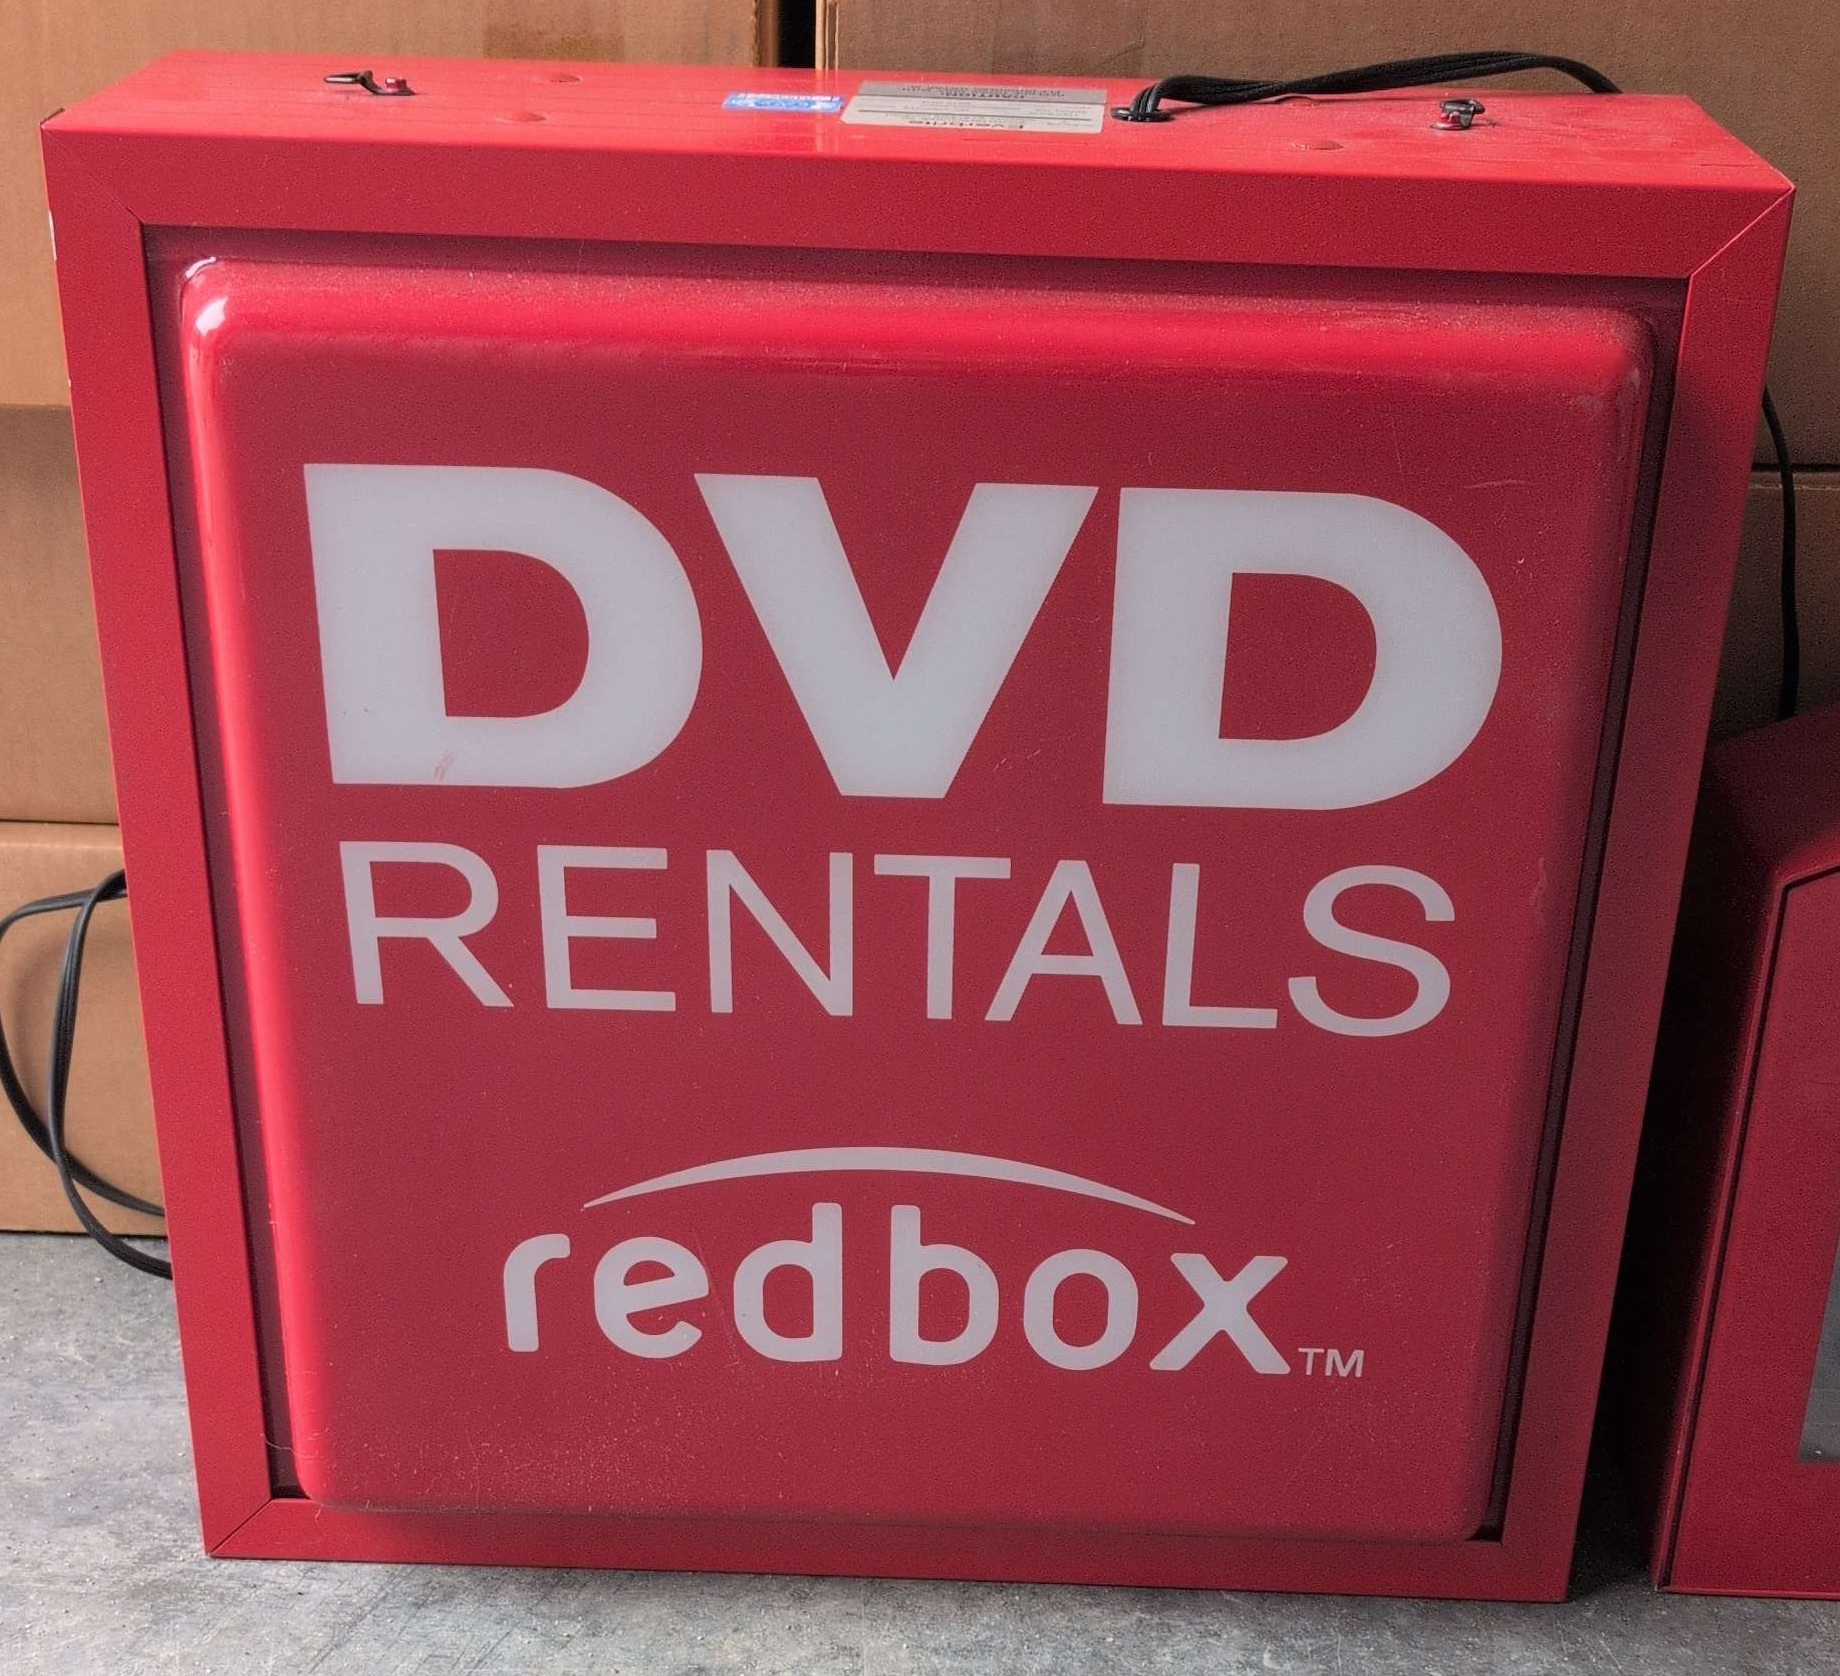 DVD
RENTALS
redbox™